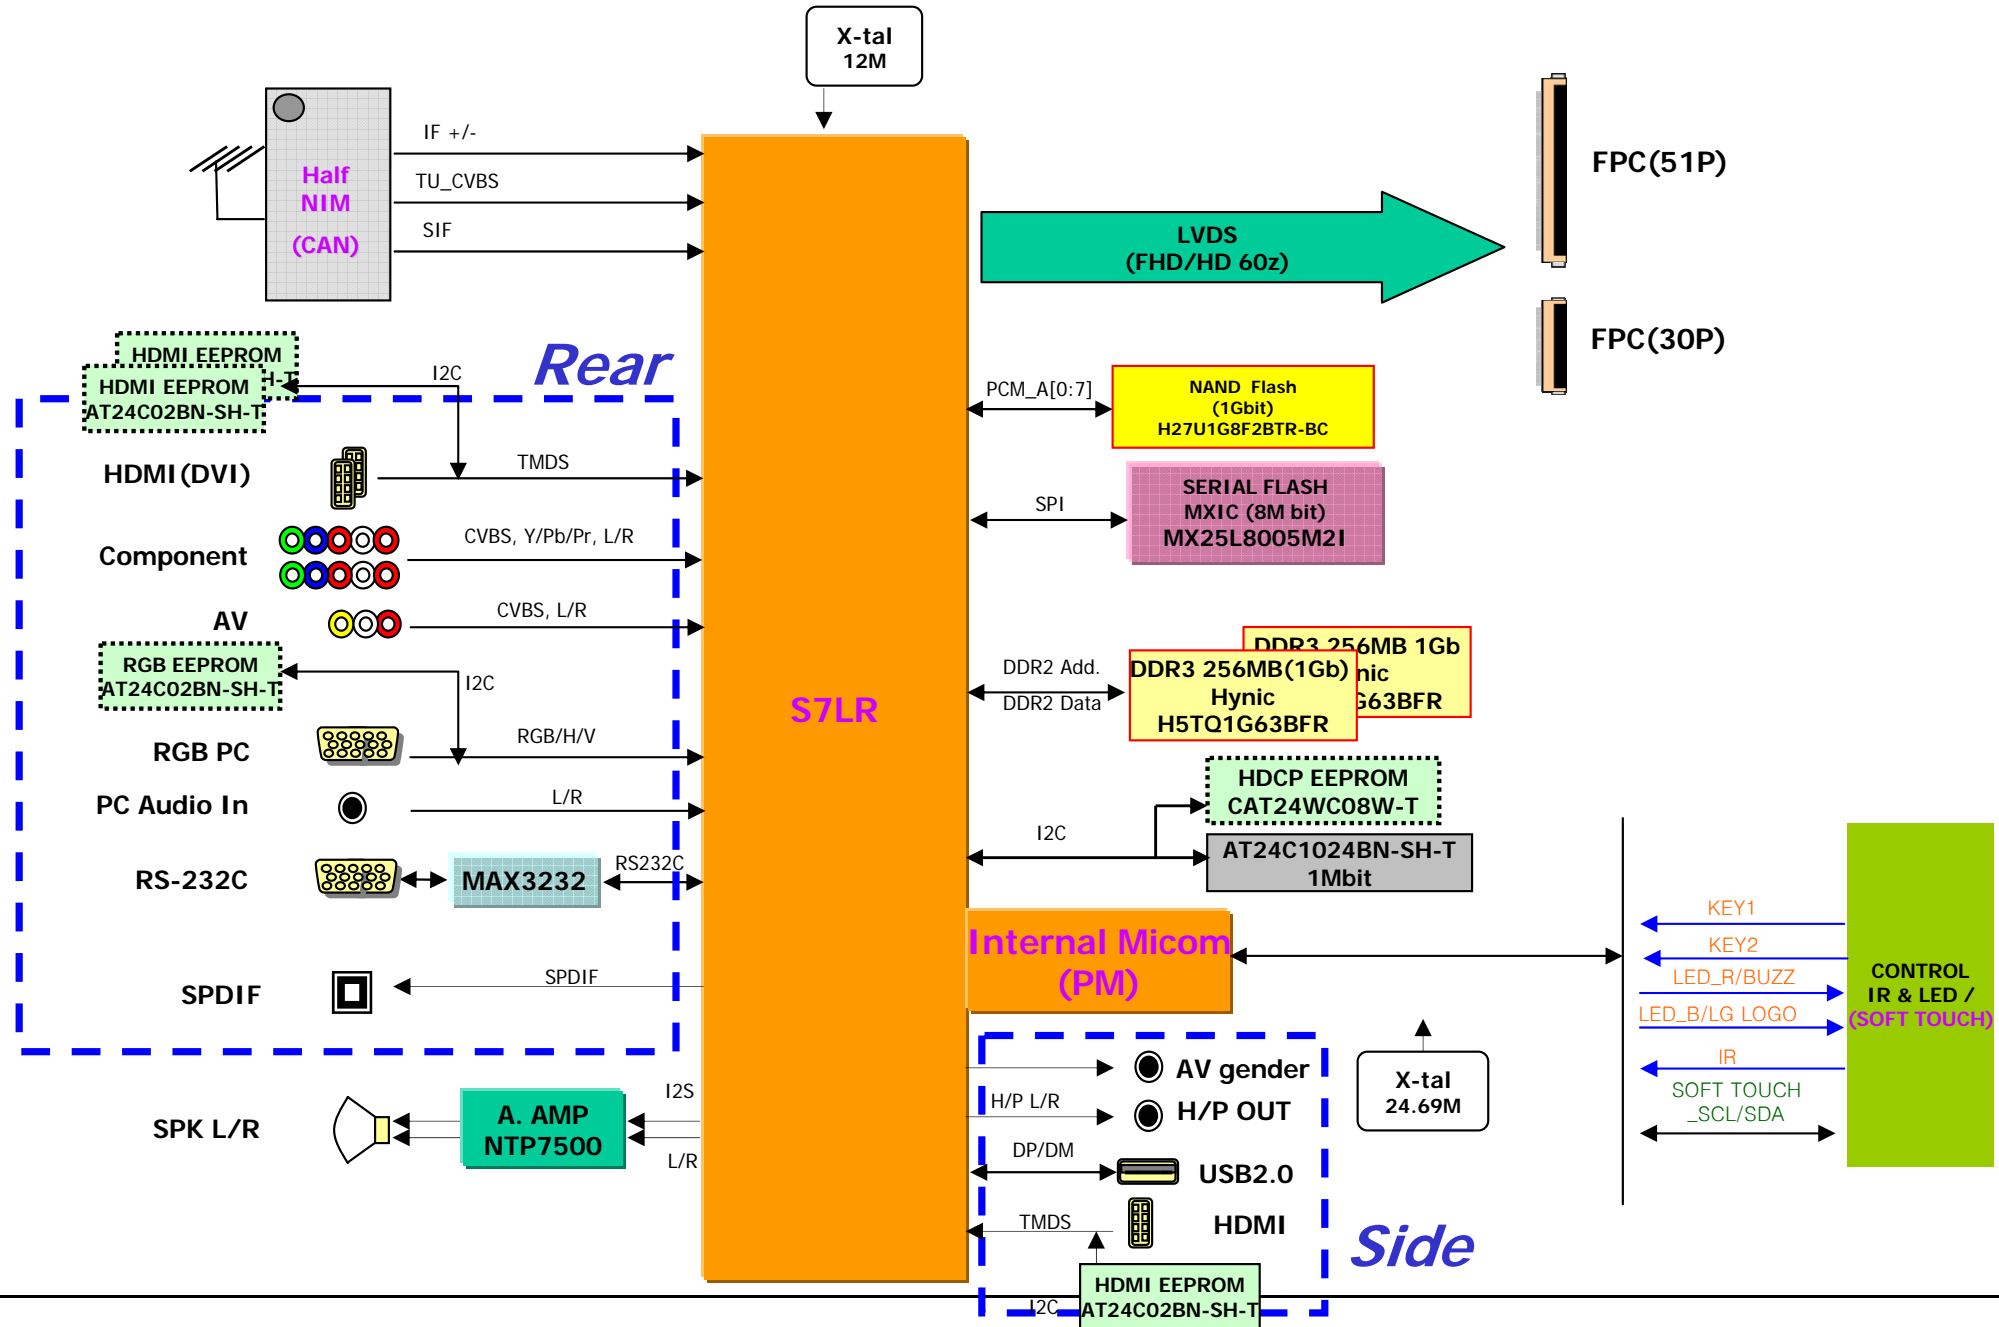 X-tal
12M
Half
NIM
(CAN)
IF +/-
TU_CVBS
SIF
LVDS
(FHD/HD 60z)
FPC(51P)
FPC(30P)
Rear
HDMI EEPROM
H-T
HDMI EEPROM
AT24C02BN-SH-T
I2C
HDMI(DVI)
TMDS
Component
CVBS, Y/Pb/Pr, L/R
AV
CVBS, L/R
RGB EEPROM
AT24C02BN-SH-T
I2C
RGB PC
RGB/H/V
PC Audio In
L/R
RS-232C
MAX3232
RS232C
SPDIF
SPDIF
SPK L/R
A. AMP
NTP7500
I2S
L/R
S7LR
PCM_A[0:7]
NAND Flash
(1Gbit)
H27U1G8F2BTR-BC
SPI
SERIAL FLASH
MXIC (8M bit)
MX25L8005M2I
DDR2 Add.
DDR2 Data
DDR3 256MB 1Gb
nic
G63BFR
DDR3 256MB(1Gb)
Hynic
H5TQ1G63BFR
I2C
HDCP EEPROM
CAT24WC08W-T
AT24C1024BN-SH-T
1Mbit
Internal Micom
(PM)
KEY1
KEY2
LED_R/BUZZ
LED_B/LG LOGO
IR
SOFT TOUCH
_SCL/SDA
CONTROL
IR & LED /
(SOFT TOUCH)
X-tal
24.69M
AV gender
H/P L/R
H/P OUT
DP/DM
USB2.0
TMDS
HDMI
Side
HDMI EEPROM
AT24C02BN-SH-T
I2C